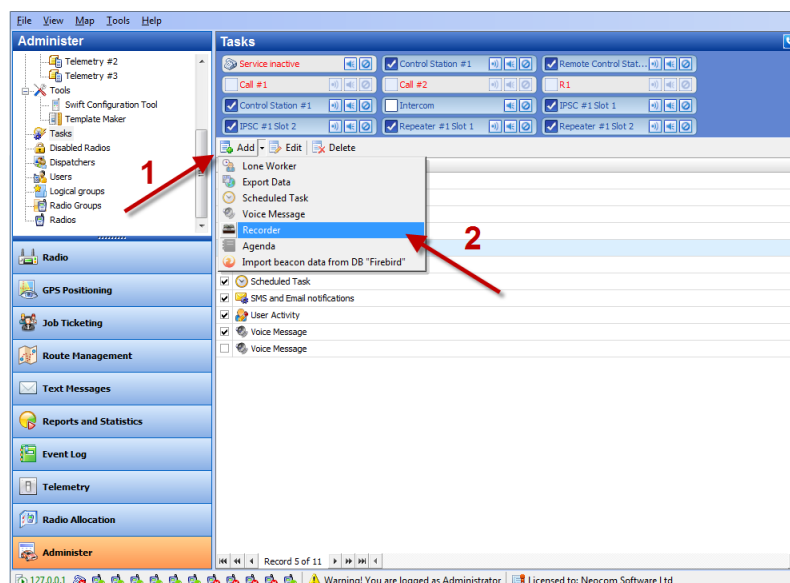 File View Map Tools Help
Administer
Tasks
Telemetry #2
Telemetry #3
Tools
Swift Configuration Tool
Template Maker
Tasks
Disabled Radios
Dispatchers
Users
Logical groups
Radio Groups
Radios
Service inactive
Control Station #1
Remote Control Stat...
Call #1
Call #2
R1
Control Station #1
Intercom
IPSC #1 Slot 1
IPSC #1 Slot 2
Repeater #1 Slot 1
Repeater #1 Slot 2
Add Edit Delete
1
Lone Worker
Export Data
Scheduled Task
Voice Message
Recorder
Agenda
Import beacon data from DB "Firebird"
2
Scheduled Task
SMS and Email notifications
User Activity
Voice Message
Voice Message
Radio
GPS Positioning
Job Ticketing
Route Management
Text Messages
Reports and Statistics
Event Log
Telemetry
Radio Allocation
Administer
Record 5 of 11
127.0.0.1
Warning! You are logged as Administrator
Licensed to: Neocom Software Ltd